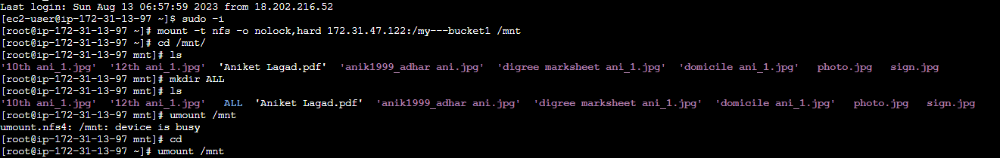 Last login: Sun Aug 13 06:57:59 2023 from 18.202.216.52
[ec2-user@ip-172-31-13-97 ~]$ sudo -i
[root@ip-172-31-13-97 ~]# mount -t nfs -o nolock,hard 172.31.47.122:/my---bucket1 /mnt
[root@ip-172-31-13-97 ~]# cd /mnt/
[root@ip-172-31-13-97 mnt]# ls
'10th ani_1.jpg' '12th ani_1.jpg' 'Aniket Lagad.pdf' 'anik1999_adhar ani.jpg' 'digree marksheet ani_1.jpg' 'domicile ani_1.jpg' photo.jpg sign.jpg
[root@ip-172-31-13-97 mnt]# mkdir ALL
[root@ip-172-31-13-97 mnt]# ls
'10th ani_1.jpg' '12th ani_1.jpg' ALL 'Aniket Lagad.pdf' 'anik1999_adhar ani.jpg' 'digree marksheet ani_1.jpg' 'domicile ani_1.jpg' photo.jpg sign.jpg
[root@ip-172-31-13-97 mnt]# umount /mnt
umount.nfs4: /mnt: device is busy
[root@ip-172-31-13-97 mnt]# cd
[root@ip-172-31-13-97 ~]# umount /mnt